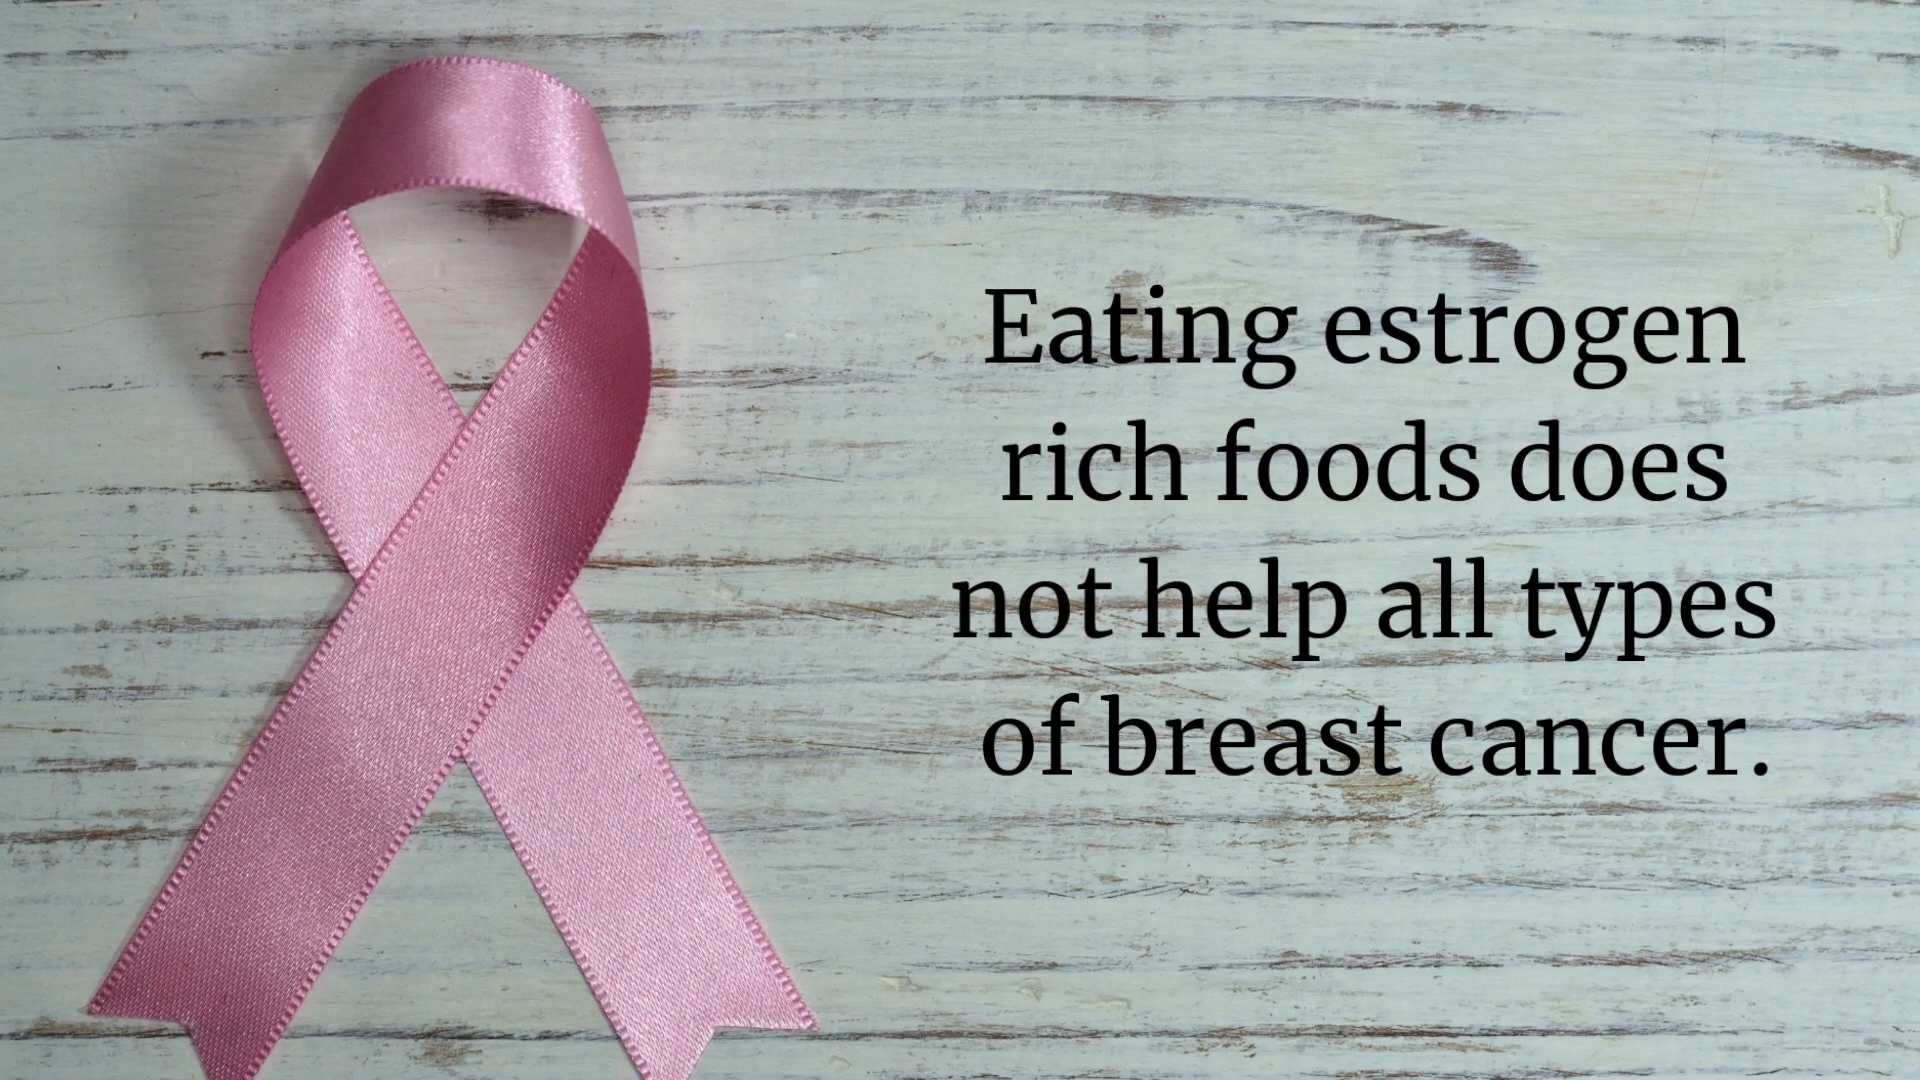 Eating estrogen
rich foods does
not help all types
of breast cancer.